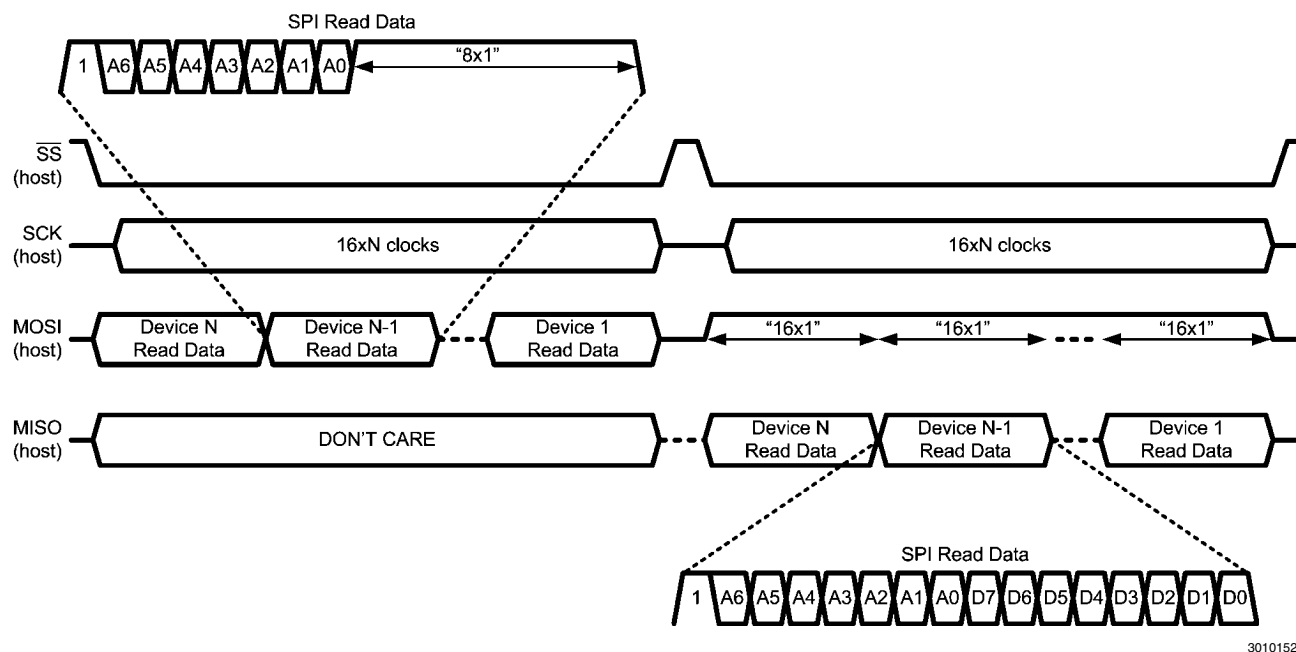 SPI Read Data
1 A6 A5 A4 A3 A2 A1 A0 “8x1”
SS
(host)
SCK
(host)
16xN clocks 16xN clocks
MOSI
(host)
Device N
Read Data
Device N-1
Read Data
Device 1
Read Data
“16x1” “16x1” “16x1”
MISO
(host)
DON'T CARE
Device N
Read Data
Device N-1
Read Data
Device 1
Read Data
SPI Read Data
1 A6 A5 A4 A3 A2 A1 A0 D7 D6 D5 D4 D3 D2 D1 D0
3010152